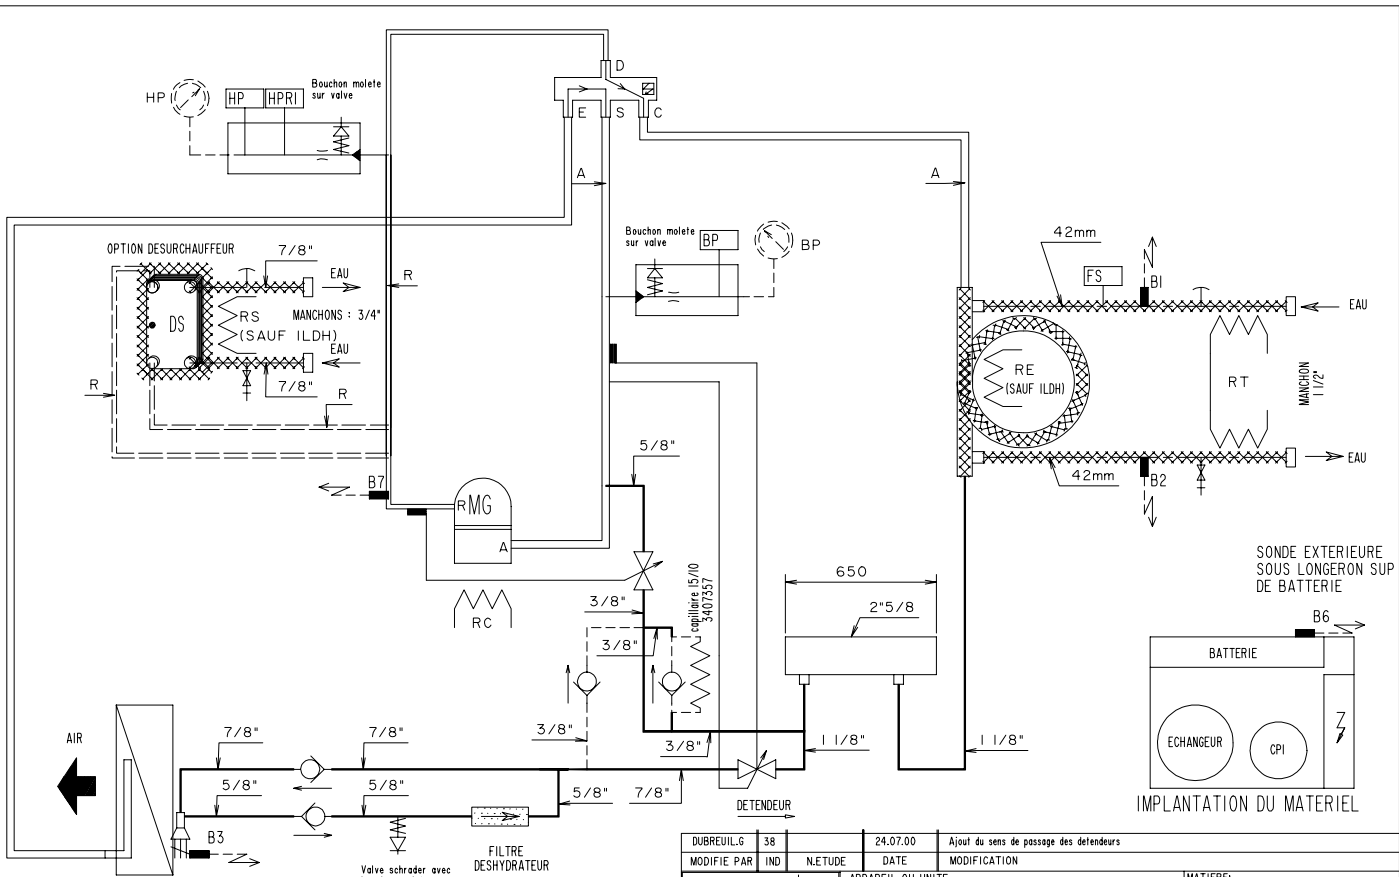 D
E
S
C
HP
HP
HPRI
Bouchon molete
sur valve
A
A
Bouchon molete
sur valve
BP
BP
OPTION DESURCHAUFFEUR
7/8"
EAU
R
DS
RS
(SAUF ILDH)
MANCHONS : 3/4"
EAU
7/8"
R
R
42mm
FS
B1
EAU
RE
(SAUF ILDH)
RT
MANCHON
1 1/2"
42mm
B2
EAU
B7
R
MG
A
RC
5/8"
3/8"
3/8"
capillaire 15/10
3407357
650
2"5/8
SONDE EXTERIEURE
SOUS LONGERON SUP
DE BATTERIE
B6
BATTERIE
ECHANGEUR
CPI
IMPLANTATION DU MATERIEL
AIR
7/8"
7/8"
3/8"
3/8"
1 1/8"
1 1/8"
5/8"
5/8"
5/8"
7/8"
DETENDEUR
B3
FILTRE
DESHYDRATEUR
Valve schrader avec
DUBREUIL.G 38 24.07.00 Ajout du sens de passage des detendeurs
MODIFIE PAR IND N.ETUDE DATE MODIFICATION
APPAREIL OU UNITE MATIERE: